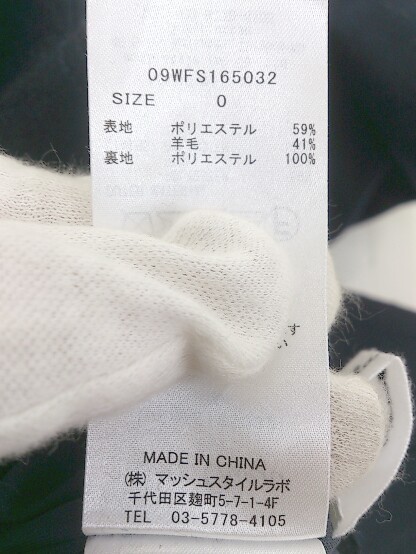 09WFS165032
SIZE 0
表地 ポリエステル 59%
羊毛 41%
裏地 ポリエステル 100%
す
い
MADE IN CHINA
(株) マッシュスタイルラボ
千代田区麹町5-7-1-4F
TEL 03-5778-4105